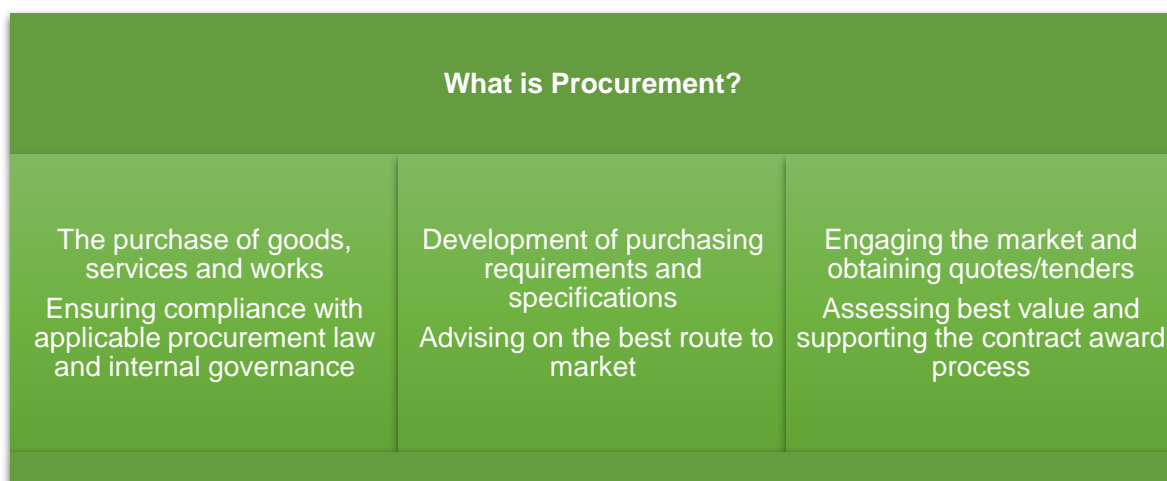 What is Procurement?
The purchase of goods,
services and works
Ensuring compliance with
applicable procurement law
and internal governance
Development of purchasing
requirements and
specifications
Advising on the best route to
market
Engaging the market and
obtaining quotes/tenders
Assessing best value and
supporting the contract award
process